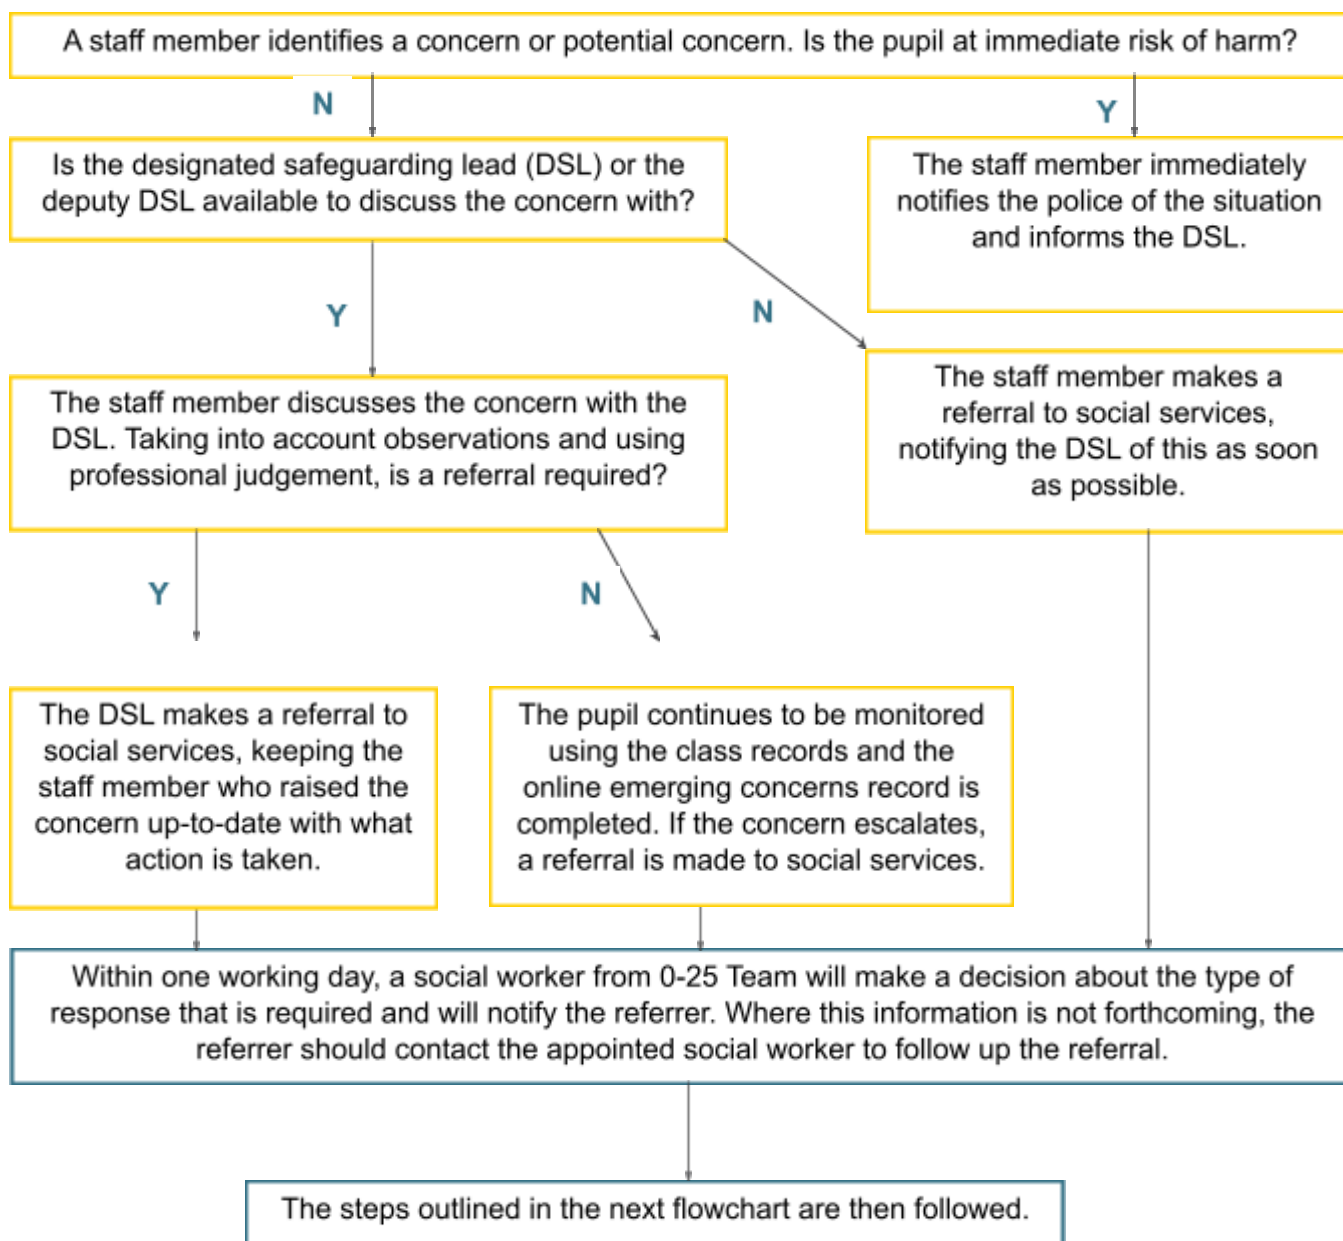 A staff member identifies a concern or potential concern. Is the pupil at immediate risk of harm?
N
Y
Is the designated safeguarding lead (DSL) or the
deputy DSL available to discuss the concern with?
The staff member immediately
notifies the police of the situation
and informs the DSL.
Y
N
The staff member discusses the concern with the
DSL. Taking into account observations and using
professional judgement, is a referral required?
The staff member makes a
referral to social services,
notifying the DSL of this as soon
as possible.
Y
N
The DSL makes a referral to
social services, keeping the
staff member who raised the
concern up-to-date with what
action is taken.
The pupil continues to be monitored
using the class records and the
online emerging concerns record is
completed. If the concern escalates,
a referral is made to social services.
Within one working day, a social worker from 0-25 Team will make a decision about the type of
response that is required and will notify the referrer. Where this information is not forthcoming, the
referrer should contact the appointed social worker to follow up the referral.
The steps outlined in the next flowchart are then followed.